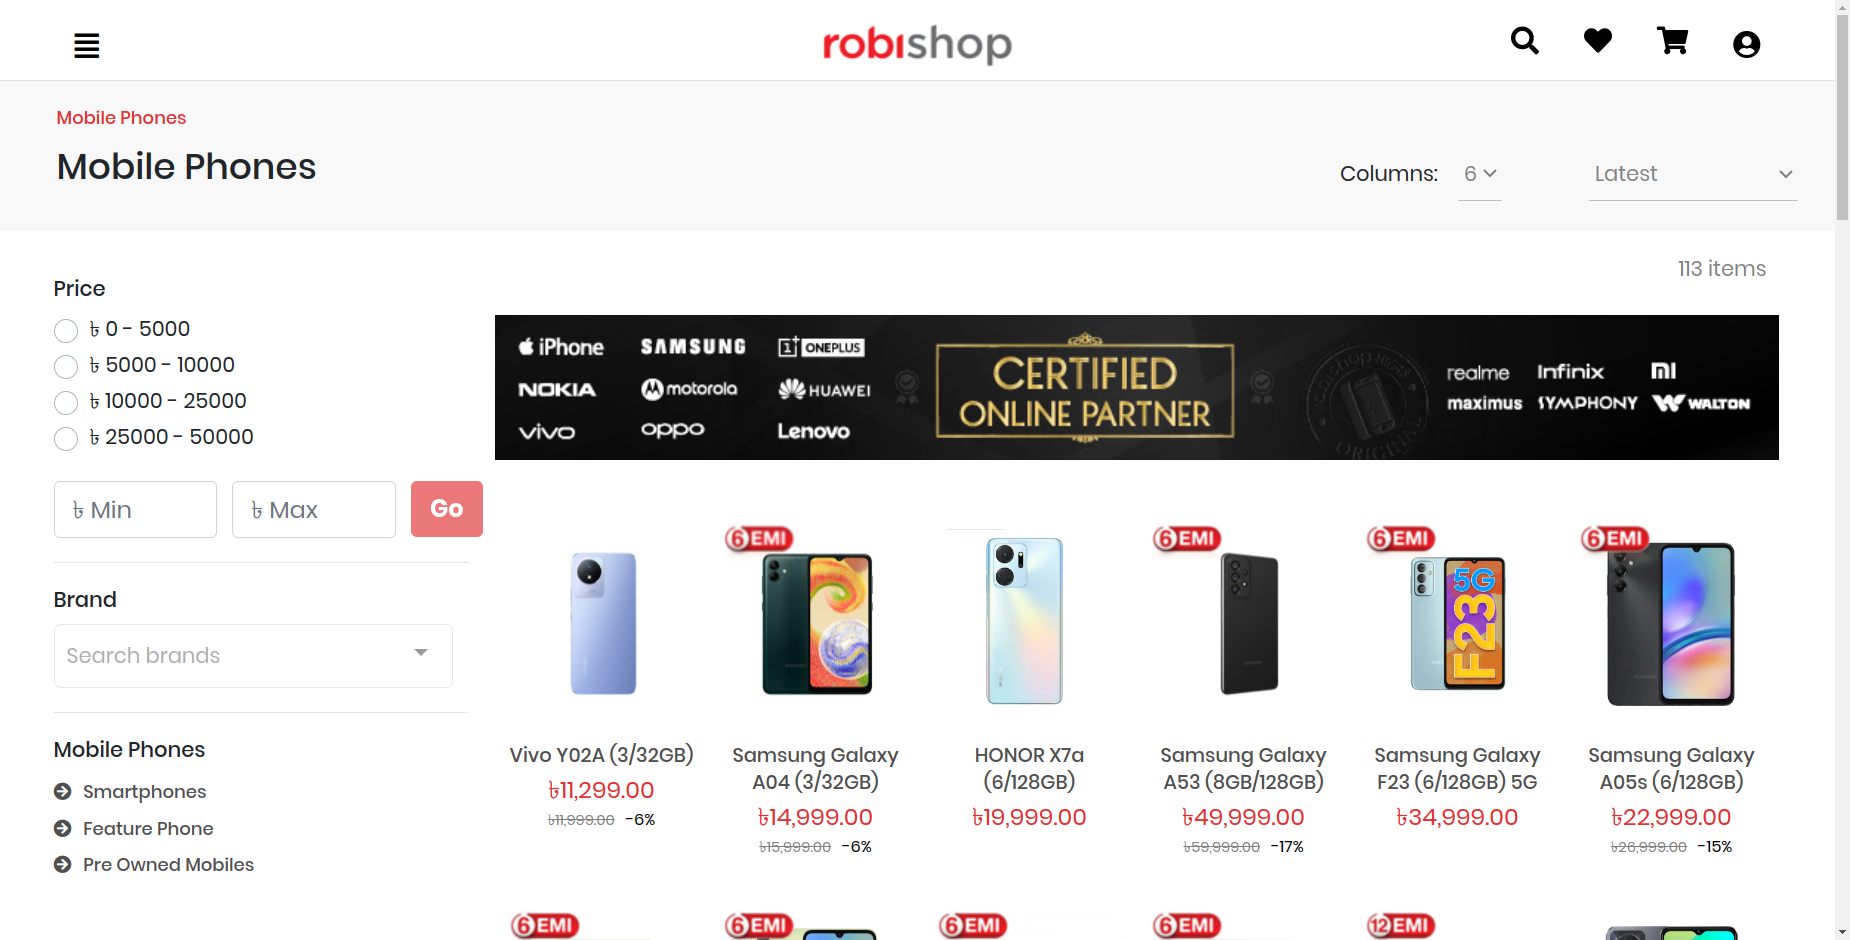 robishop
Mobile Phones
Mobile Phones
Columns: 6
Latest
113 items
Price
৳ 0 - 5000
৳ 5000 - 10000
৳ 10000 - 25000
৳ 25000 - 50000
৳ Min
৳ Max
Go
Brand
Search brands
Mobile Phones
Smartphones
Feature Phone
Pre Owned Mobiles
iPhone SAMSUNG 1+ ONEPLUS
NOKIA motorola HUAWEI
vivo oppo Lenovo
CERTIFIED
ONLINE PARTNER
ORIGINAL
realme Infinix MI
maximus SYMPHONY WALTON
Vivo Y02A (3/32GB)
৳11,299.00
৳11,999.00 -6%
6 EMI
Samsung Galaxy
A04 (3/32GB)
৳14,999.00
৳15,999.00 -6%
HONOR X7a
(6/128GB)
৳19,999.00
6 EMI
Samsung Galaxy
A53 (8GB/128GB)
৳49,999.00
৳59,999.00 -17%
6 EMI
5G
F23
Samsung Galaxy
F23 (6/128GB) 5G
৳34,999.00
6 EMI
Samsung Galaxy
A05s (6/128GB)
৳22,999.00
৳26,999.00 -15%
6 EMI
6 EMI
6 EMI
6 EMI
12 EMI